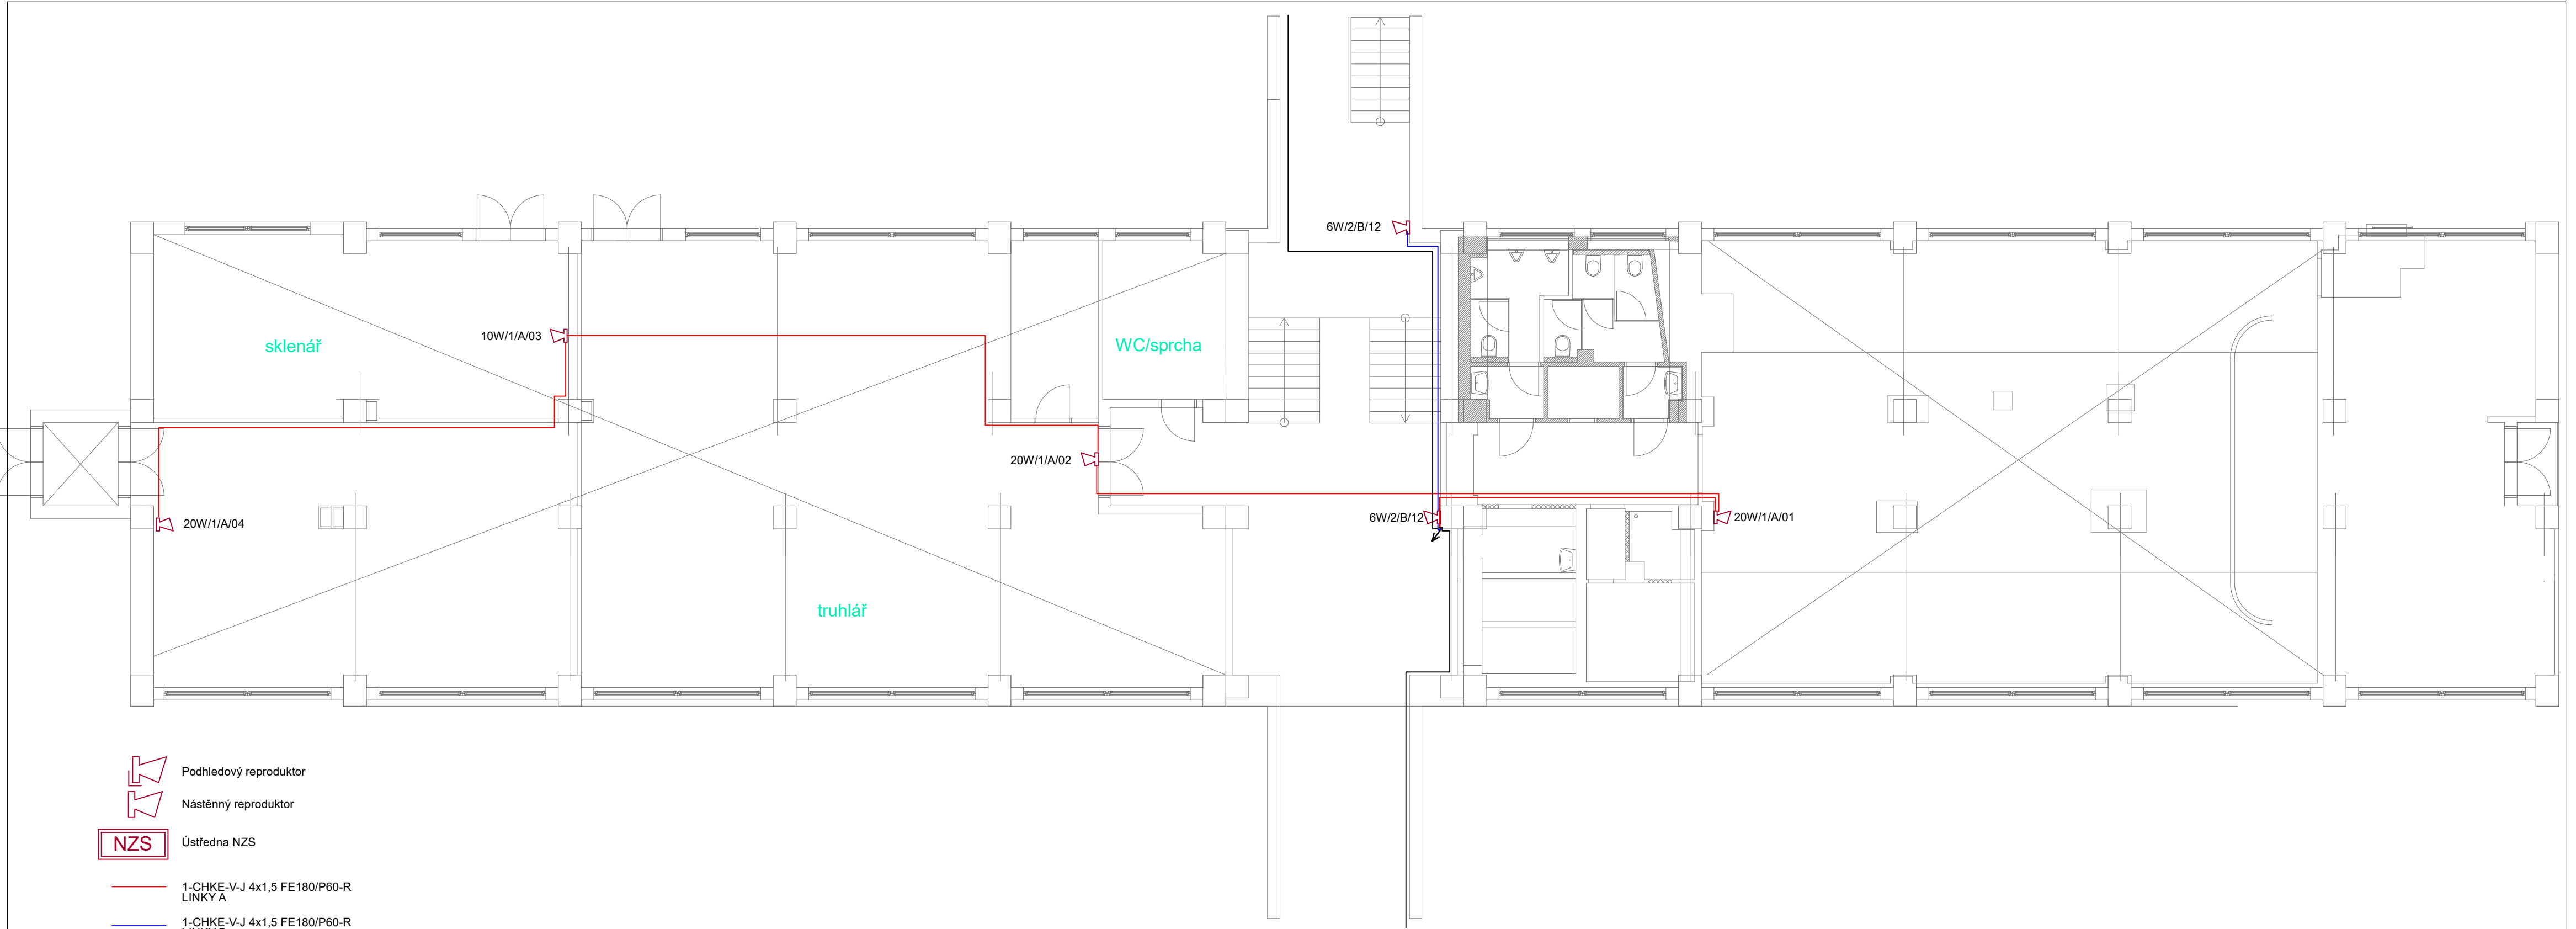 6W/2/B/12
10W/1/A/03
sklenář
WC/sprcha
20W/1/A/02
20W/1/A/04
6W/2/B/12
20W/1/A/01
truhlář
Podhledový reproduktor
Nástěnný reproduktor
NZS
Ústředna NZS
1-CHKE-V-J 4x1,5 FE180/P60-R
LINKY A
1-CHKE-V-J 4x1,5 FE180/P60-R